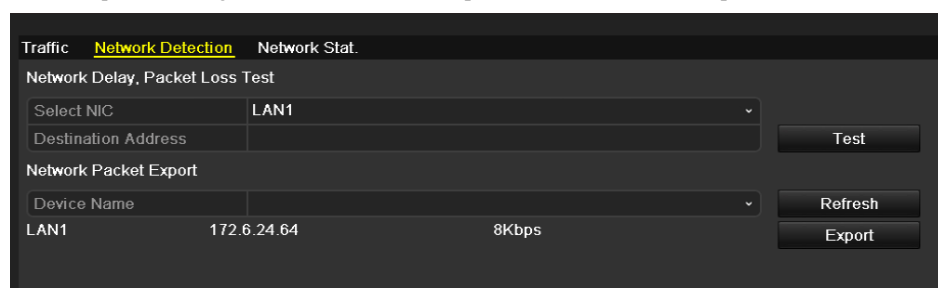 Traffic Network Detection Network Stat.
Network Delay, Packet Loss Test
Select NIC LAN1
Destination Address Test
Network Packet Export
Device Name Refresh
LAN1 172.6.24.64 8Kbps Export